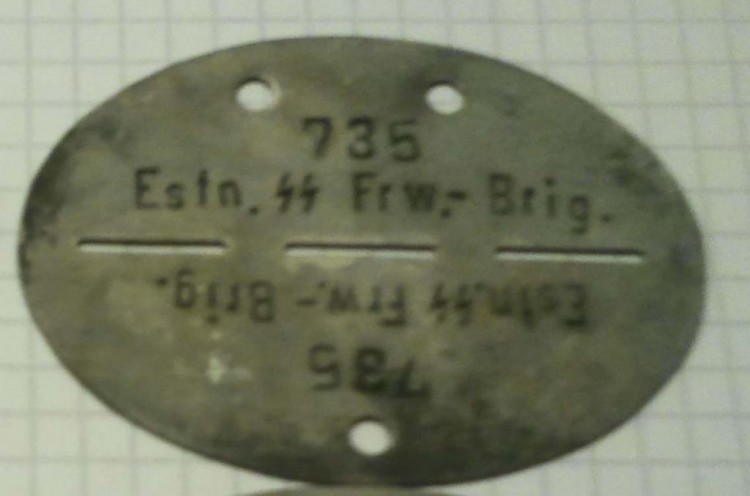 735
Estn. ᛋᛋ Frw.- Brig.
Estn. ᛋᛋ Frw.- Brig.
735